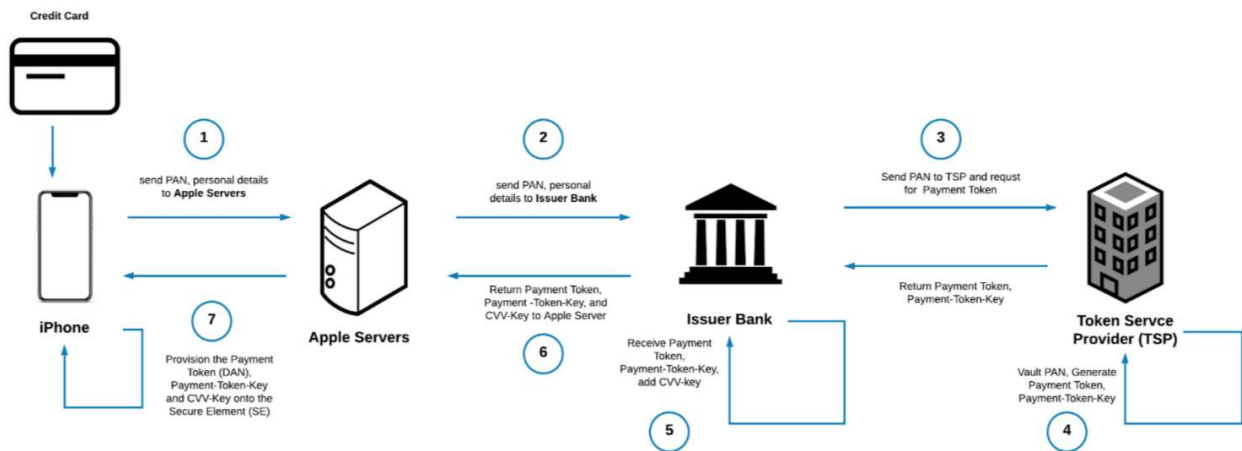 Credit Card
1
send PAN, personal details
to Apple Servers
2
send PAN, personal
details to Issuer Bank
3
Send PAN to TSP and requst
for Payment Token
iPhone
7
Provision the Payment
Token (DAN),
Payment-Token-Key
and CVV-Key onto the
Secure Element (SE)
Apple Servers
Return Payment Token,
Payment -Token-Key, and
CVV-Key to Apple Server
6
Issuer Bank
Receive Payment
Token,
Payment-Token-Key,
add CVV-key
5
Return Payment Token,
Payment-Token-Key
Token Servce
Provider (TSP)
Vault PAN, Generate
Payment Token,
Payment-Token-Key
4